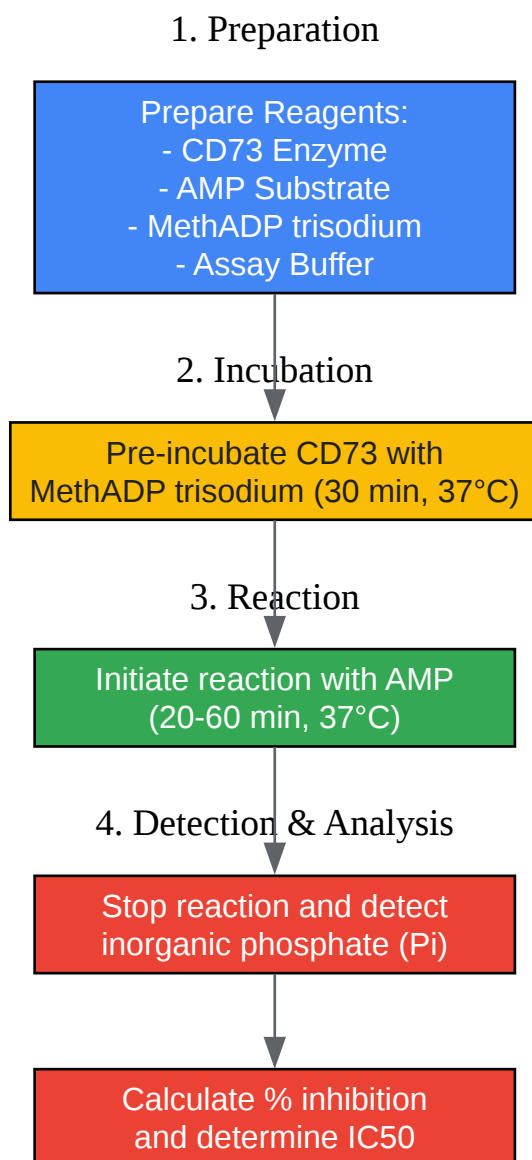 1. Preparation
Prepare Reagents:
- CD73 Enzyme
- AMP Substrate
- MethADP trisodium
- Assay Buffer
2. Incubation
Pre-incubate CD73 with
MethADP trisodium (30 min, 37°C)
3. Reaction
Initiate reaction with AMP
(20-60 min, 37°C)
4. Detection & Analysis
Stop reaction and detect
inorganic phosphate (Pi)
Calculate % inhibition
and determine IC50